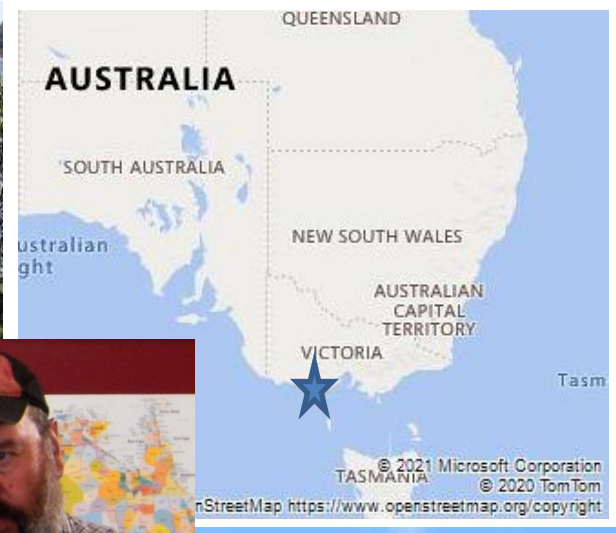 QUEENSLAND
AUSTRALIA
SOUTH AUSTRALIA
ustralian
ght
NEW SOUTH WALES
AUSTRALIAN
CAPITAL
TERRITORY
VICTORIA
Tasm
TASMANIA
© 2021 Microsoft Corporation
© 2020 TomTom
nStreetMap https://www.openstreetmap.org/copyright